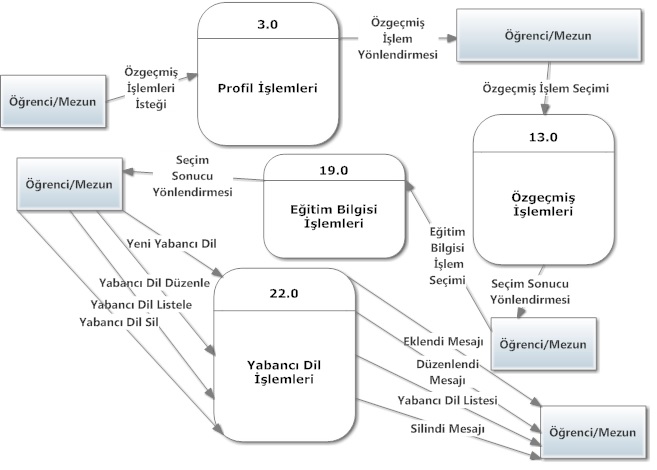 3.0
Profil İşlemleri
Öğrenci/Mezun
Özgeçmiş
İşlemleri
İsteği
Özgeçmiş
İşlem
Yönlendirmesi
Öğrenci/Mezun
Özgeçmiş İşlem Seçimi
13.0
Özgeçmiş
İşlemleri
Seçim Sonucu
Yönlendirmesi
Öğrenci/Mezun
Eğitim
Bilgisi
İşlem
Seçimi
19.0
Eğitim Bilgisi
İşlemleri
Seçim
Sonucu
Yönlendirmesi
Öğrenci/Mezun
Yeni Yabancı Dil
Yabancı Dil Düzenle
Yabancı Dil Listele
Yabancı Dil Sil
22.0
Yabancı Dil
İşlemleri
Eklendi Mesajı
Düzenlendi
Mesajı
Yabancı Dil Listesi
Silindi Mesajı
Öğrenci/Mezun